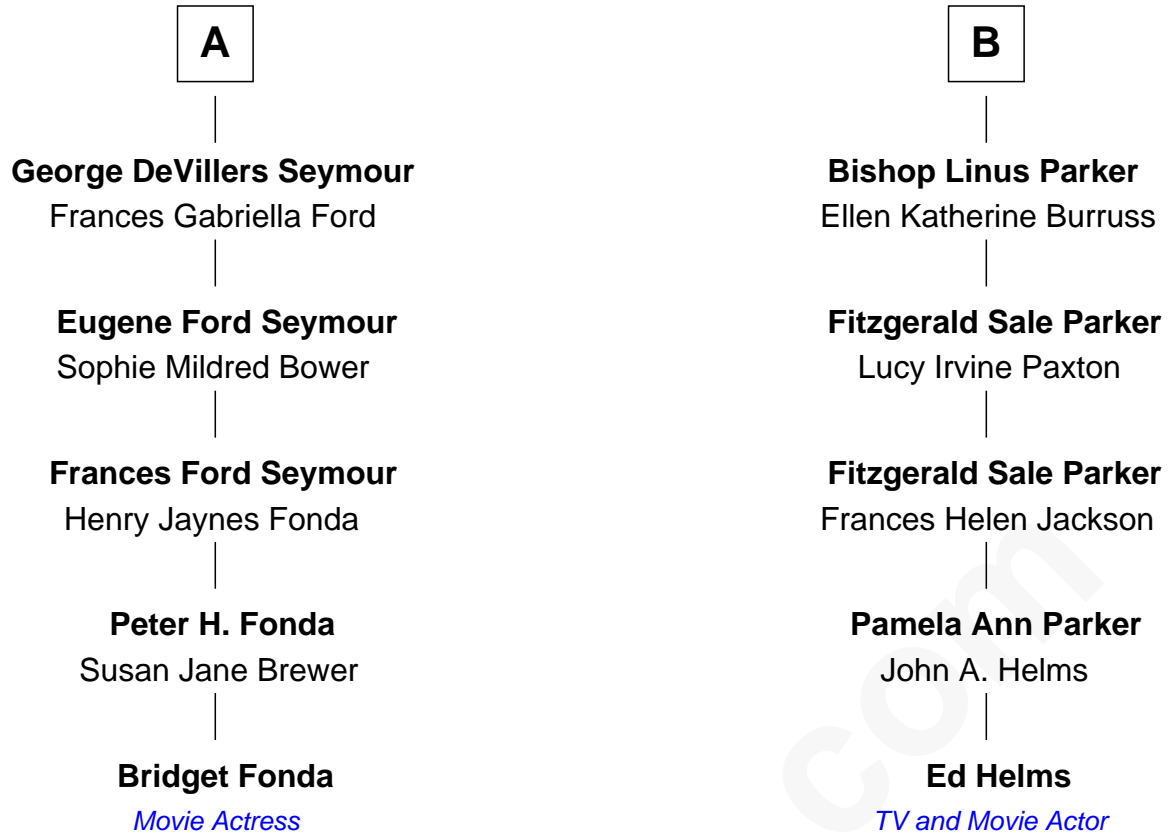 A
George DeVillers Seymour
Frances Gabriella Ford
Eugene Ford Seymour
Sophie Mildred Bower
Frances Ford Seymour
Henry Jaynes Fonda
Peter H. Fonda
Susan Jane Brewer
Bridget Fonda
Movie Actress
B
Bishop Linus Parker
Ellen Katherine Burruss
Fitzgerald Sale Parker
Lucy Irvine Paxton
Fitzgerald Sale Parker
Frances Helen Jackson
Pamela Ann Parker
John A. Helms
Ed Helms
TV and Movie Actor
com